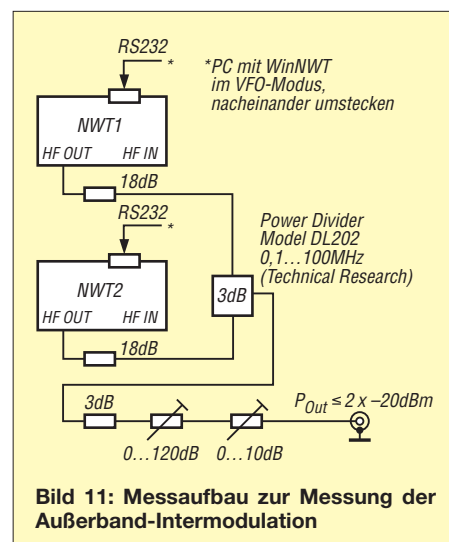 RS232
*
*PC mit WinNWT
im VFO-Modus,
nacheinander umstecken
NWT1
HF OUT HF IN
18dB
RS232
*
Power Divider
Model DL202
0,1...100MHz
(Technical Research)
NWT2
3dB
HF OUT HF IN
18dB
3dB
P_Out ≤ 2 x –20dBm
0...120dB 0...10dB
Bild 11: Messaufbau zur Messung der
Außerband-Intermodulation